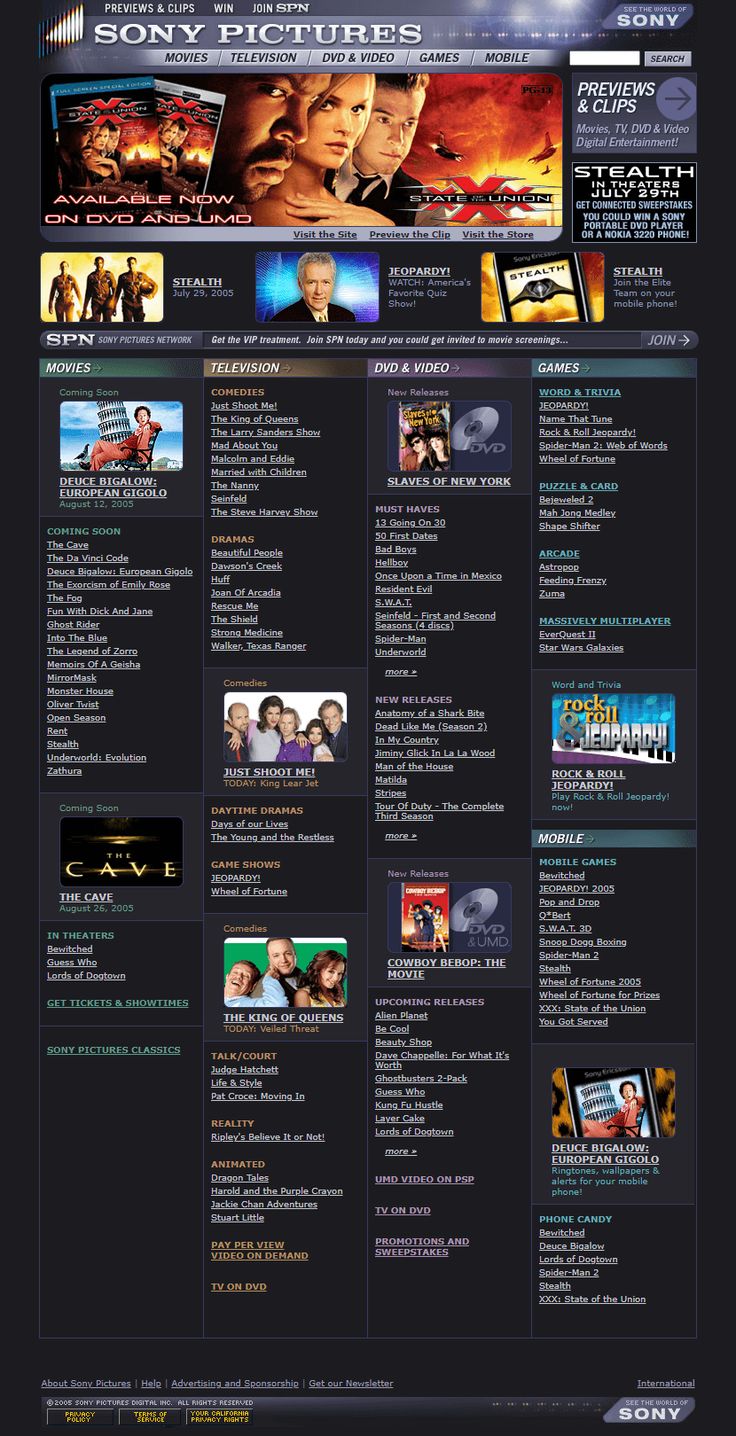 PREVIEWS & CLIPS WIN JOIN SPN
SEE THE WORLD OF
SONY
SONY PICTURES
MOVIES TELEVISION DVD & VIDEO GAMES MOBILE
SEARCH
FULL SCREEN SPECIAL EDITION
PG-13
XXX
STATE OF THE UNION
AVAILABLE NOW
ON DVD AND UMD
Visit the Site Preview the Clip Visit the Store
PREVIEWS
& CLIPS
Movies, TV, DVD & Video
Digital Entertainment!
STEALTH
IN THEATERS
JULY 29TH
GET CONNECTED SWEEPSTAKES
YOU COULD WIN A SONY
PORTABLE DVD PLAYER
OR A NOKIA 3220 PHONE!
STEALTH
July 29, 2005
JEOPARDY!
WATCH: America's
Favorite Quiz
Show!
Sony Ericsson
STEALTH
STEALTH
Join the Elite
Team on your
mobile phone!
SPN SONY PICTURES NETWORK
Get the VIP treatment. Join SPN today and you could get invited to movie screenings...
JOIN
MOVIES
Coming Soon
DEUCE BIGALOW:
EUROPEAN GIGOLO
August 12, 2005
COMING SOON
The Cave
The Da Vinci Code
Deuce Bigalow: European Gigolo
The Exorcism of Emily Rose
The Fog
Fun With Dick And Jane
Ghost Rider
Into The Blue
The Legend of Zorro
Memoirs Of A Geisha
MirrorMask
Monster House
Oliver Twist
Open Season
Rent
Stealth
Underworld: Evolution
Zathura
Coming Soon
THE
CAVE
THE CAVE
August 26, 2005
IN THEATERS
Bewitched
Guess Who
Lords of Dogtown
GET TICKETS & SHOWTIMES
SONY PICTURES CLASSICS
TELEVISION
COMEDIES
Just Shoot Me!
The King of Queens
The Larry Sanders Show
Mad About You
Malcolm and Eddie
Married with Children
The Nanny
Seinfeld
The Steve Harvey Show
DRAMAS
Beautiful People
Dawson's Creek
Huff
Joan Of Arcadia
Rescue Me
The Shield
Strong Medicine
Walker, Texas Ranger
Comedies
JUST SHOOT ME!
TODAY: King Lear Jet
DAYTIME DRAMAS
Days of our Lives
The Young and the Restless
GAME SHOWS
JEOPARDY!
Wheel of Fortune
Comedies
THE KING OF QUEENS
TODAY: Veiled Threat
TALK/COURT
Judge Hatchett
Life & Style
Pat Croce: Moving In
REALITY
Ripley's Believe It or Not!
ANIMATED
Dragon Tales
Harold and the Purple Crayon
Jackie Chan Adventures
Stuart Little
PAY PER VIEW
VIDEO ON DEMAND
TV ON DVD
DVD & VIDEO
New Releases
Slaves of
New York
DVD
SLAVES OF NEW YORK
MUST HAVES
13 Going On 30
50 First Dates
Bad Boys
Hellboy
Once Upon a Time in Mexico
Resident Evil
S.W.A.T.
Seinfeld - First and Second
Seasons (4 discs)
Spider-Man
Underworld
more »
NEW RELEASES
Anatomy of a Shark Bite
Dead Like Me (Season 2)
In My Country
Jiminy Glick In La La Wood
Man of the House
Matilda
Stripes
Tour Of Duty - The Complete
Third Season
more »
New Releases
COWBOY BEBOP
DVD
& UMD
COWBOY BEBOP: THE
MOVIE
UPCOMING RELEASES
Alien Planet
Be Cool
Beauty Shop
Dave Chappelle: For What It's
Worth
Ghostbusters 2-Pack
Guess Who
Kung Fu Hustle
Layer Cake
Lords of Dogtown
more »
UMD VIDEO ON PSP
TV ON DVD
PROMOTIONS AND
SWEEPSTAKES
GAMES
WORD & TRIVIA
JEOPARDY!
Name That Tune
Rock & Roll Jeopardy!
Spider-Man 2: Web of Words
Wheel of Fortune
PUZZLE & CARD
Bejeweled 2
Mah Jong Medley
Shape Shifter
ARCADE
Astropop
Feeding Frenzy
Zuma
MASSIVELY MULTIPLAYER
EverQuest II
Star Wars Galaxies
Word and Trivia
rock
& roll
JEOPARDY!
ROCK & ROLL
JEOPARDY!
Play Rock & Roll Jeopardy!
now!
MOBILE
MOBILE GAMES
Bewitched
JEOPARDY! 2005
Pop and Drop
Q*Bert
S.W.A.T. 3D
Snoop Dogg Boxing
Spider-Man 2
Stealth
Wheel of Fortune 2005
Wheel of Fortune for Prizes
XXX: State of the Union
You Got Served
Sony Ericsson
DEUCE BIGALOW:
EUROPEAN GIGOLO
Ringtones, wallpapers &
alerts for your mobile
phone!
PHONE CANDY
Bewitched
Deuce Bigalow
Lords of Dogtown
Spider-Man 2
Stealth
XXX: State of the Union
About Sony Pictures | Help | Advertising and Sponsorship | Get our Newsletter
International
©2005 SONY PICTURES DIGITAL INC. ALL RIGHTS RESERVED
PRIVACY
POLICY
TERMS OF
SERVICE
YOUR CALIFORNIA
PRIVACY RIGHTS
SEE THE WORLD OF
SONY